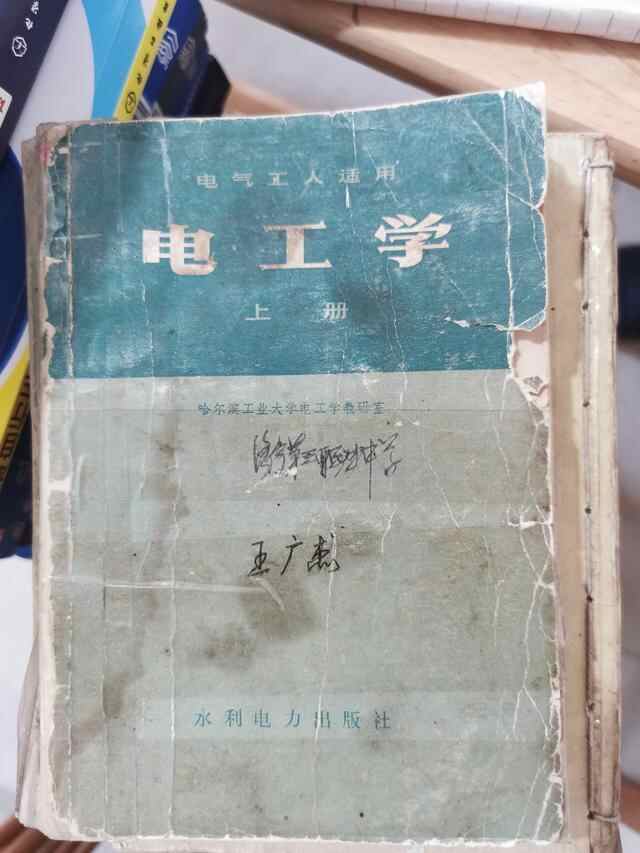 电气工人适用
电工学
上册
哈尔滨工业大学电工学教研室
王广杰
水利电力出版社